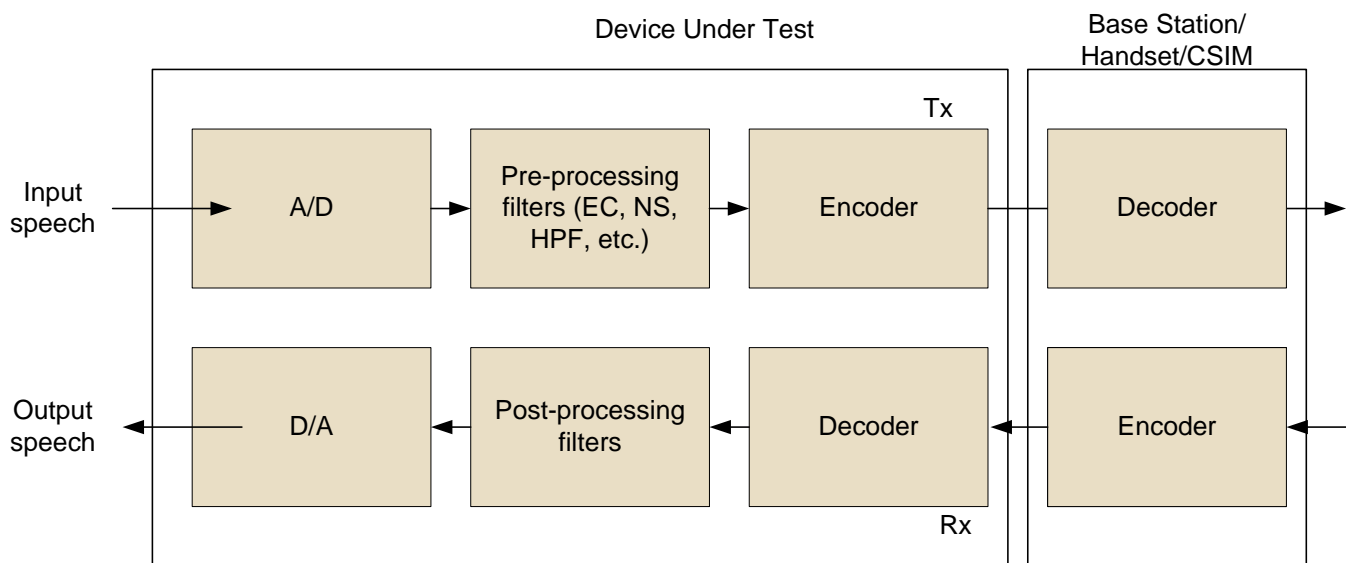 Device Under Test
Base Station/
Handset/CSIM
Tx
Input
speech
A/D
Pre-processing
filters (EC, NS,
HPF, etc.)
Encoder
Decoder
Output
speech
D/A
Post-processing
filters
Decoder
Encoder
Rx